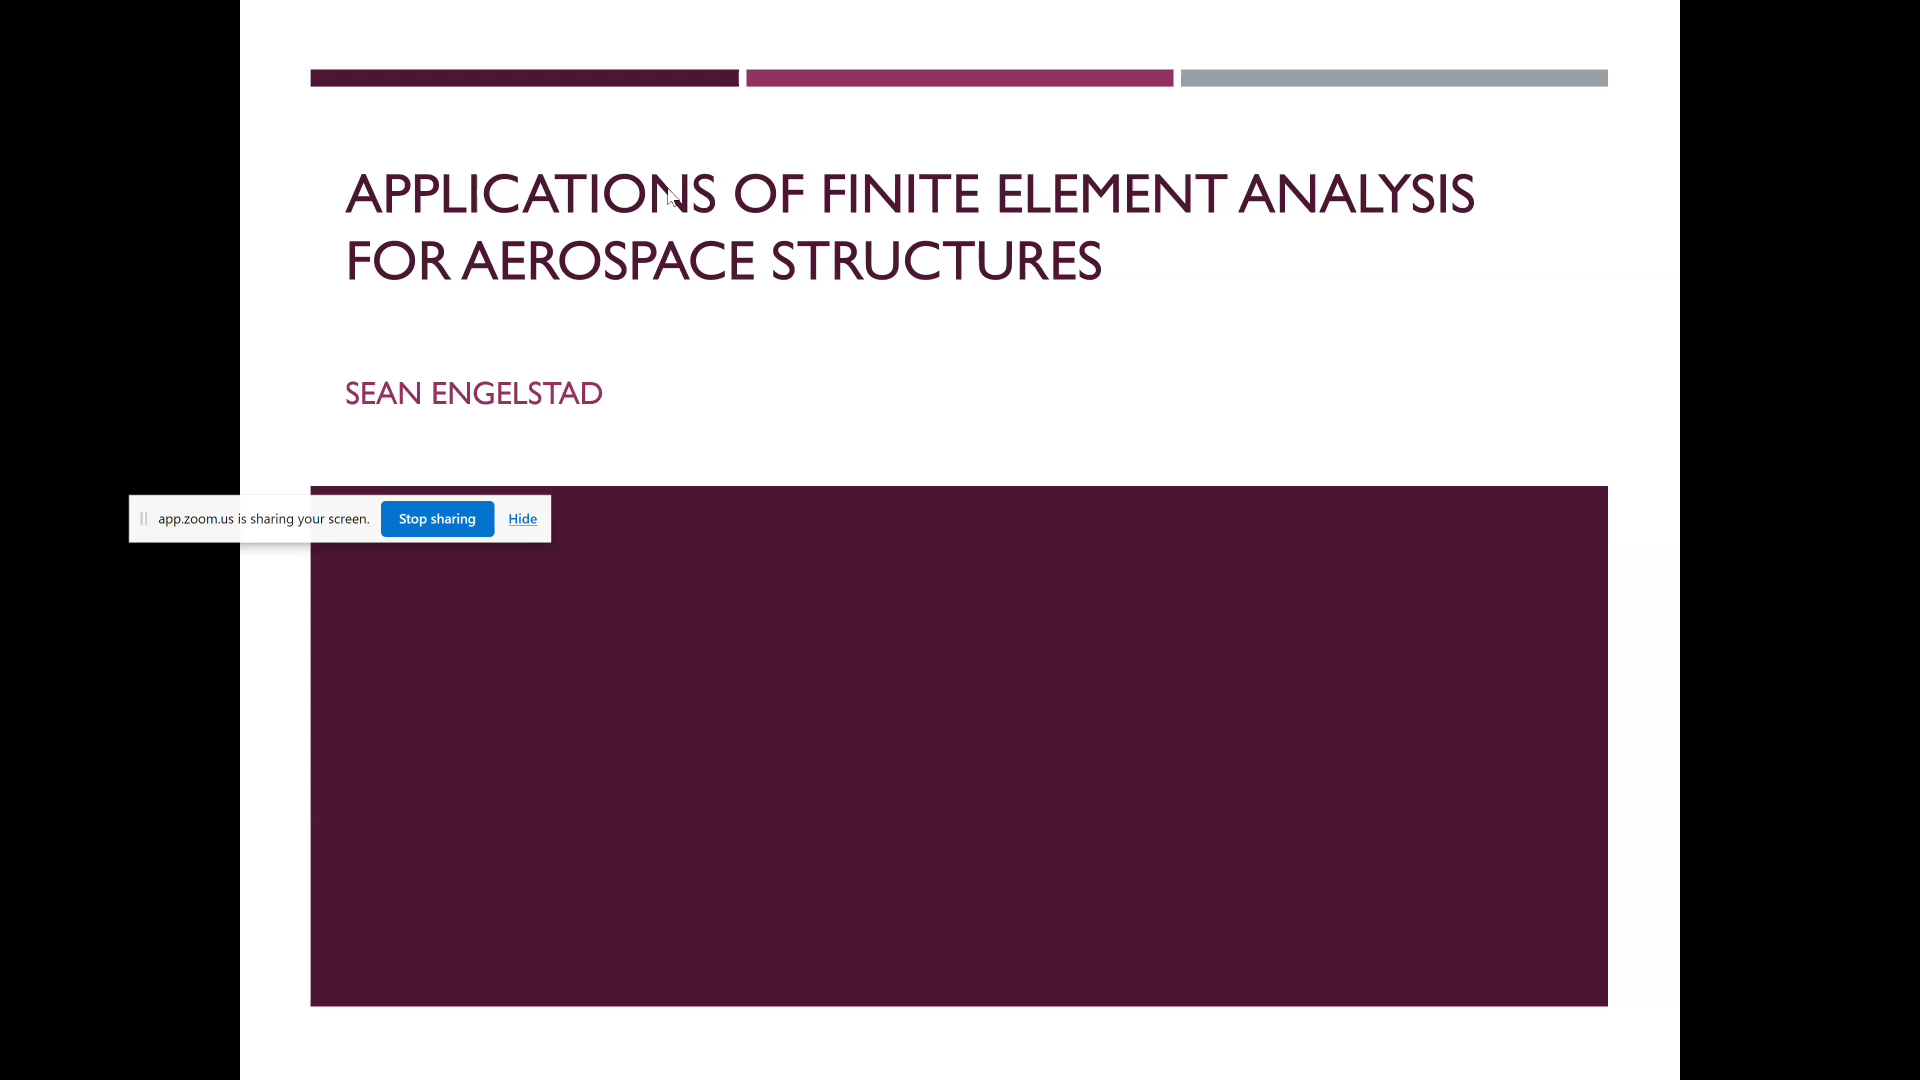 APPLICATIONS OF FINITE ELEMENT ANALYSIS
FOR AEROSPACE STRUCTURES
SEAN ENGELSTAD
app.zoom.us is sharing your screen. Stop sharing Hide